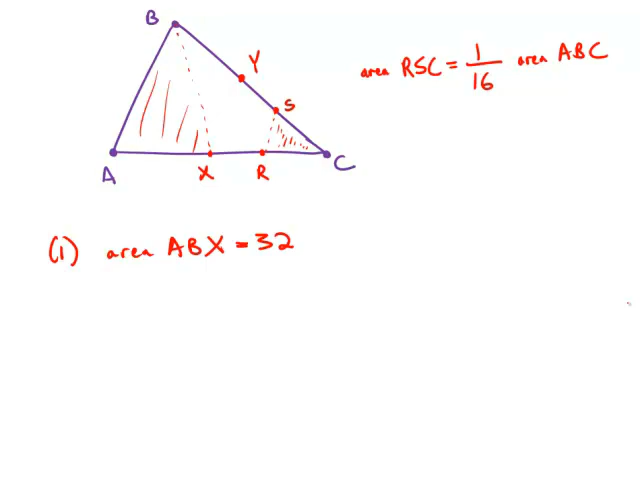 B
Y
S
A
X
R
C
area RSC = 1/16 area ABC
(1) area ABX = 32